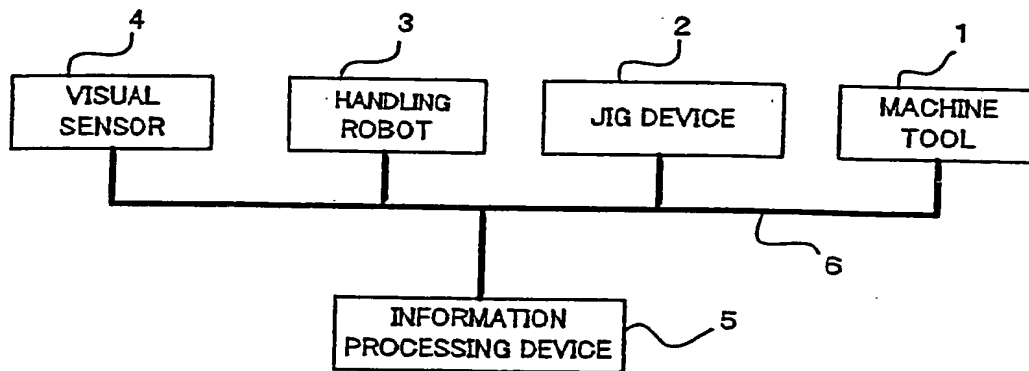 4
3
2
1
VISUAL
SENSOR
HANDLING
ROBOT
JIG DEVICE
MACHINE
TOOL
6
INFORMATION
PROCESSING DEVICE
5